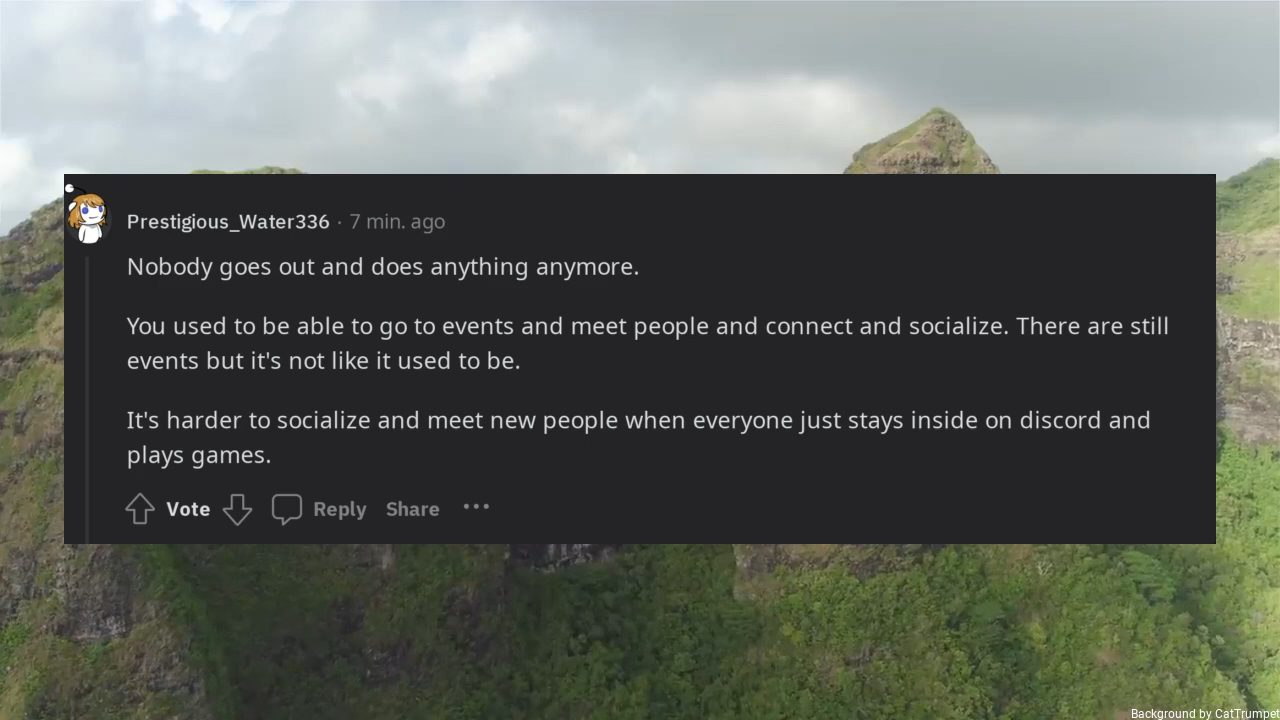 Prestigious_Water336 · 7 min. ago
Nobody goes out and does anything anymore.
You used to be able to go to events and meet people and connect and socialize. There are still
events but it's not like it used to be.
It's harder to socialize and meet new people when everyone just stays inside on discord and
plays games.
Vote Reply Share •••
Background by CatTrumpet